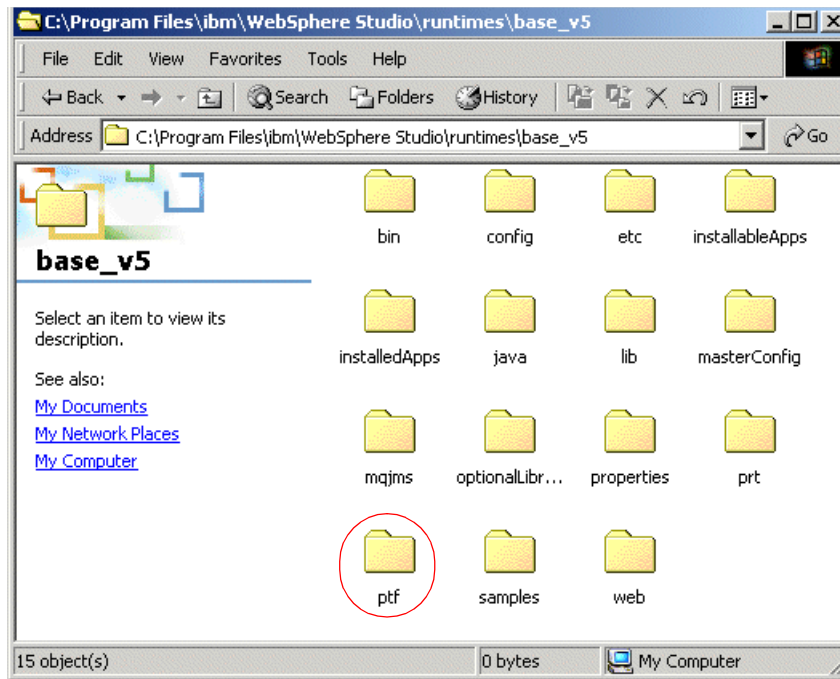 C:\Program Files\ibm\WebSphere Studio\runtimes\base_v5
File Edit View Favorites Tools Help
Back Search Folders History
Address C:\Program Files\ibm\WebSphere Studio\runtimes\base_v5 Go
base_v5
Select an item to view its
description.
See also:
My Documents
My Network Places
My Computer
bin config etc installableApps
installedApps java lib masterConfig
mqjms optionalLibr... properties prt
ptf samples web
15 object(s) 0 bytes My Computer